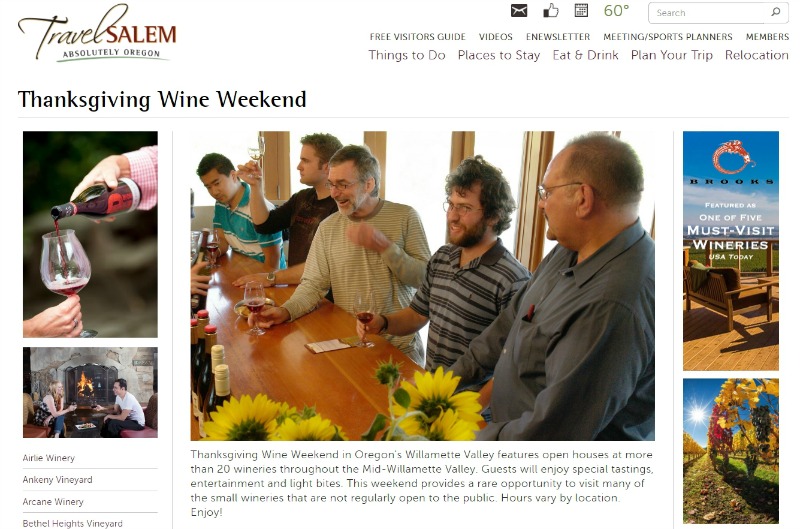 Travel SALEM
ABSOLUTELY OREGON
60°
Search
FREE VISITORS GUIDE VIDEOS ENEWSLETTER MEETING/SPORTS PLANNERS MEMBERS
Things to Do Places to Stay Eat & Drink Plan Your Trip Relocation
Thanksgiving Wine Weekend
Airlie Winery
Ankeny Vineyard
Arcane Winery
Bethel Heights Vineyard
Thanksgiving Wine Weekend in Oregon's Willamette Valley features open houses at more
than 20 wineries throughout the Mid-Willamette Valley. Guests will enjoy special tastings,
entertainment and light bites. This weekend provides a rare opportunity to visit many of
the small wineries that are not regularly open to the public. Hours vary by location.
Enjoy!
BROOKS
FEATURED AS
ONE OF FIVE
MUST-VISIT
WINERIES
USA TODAY